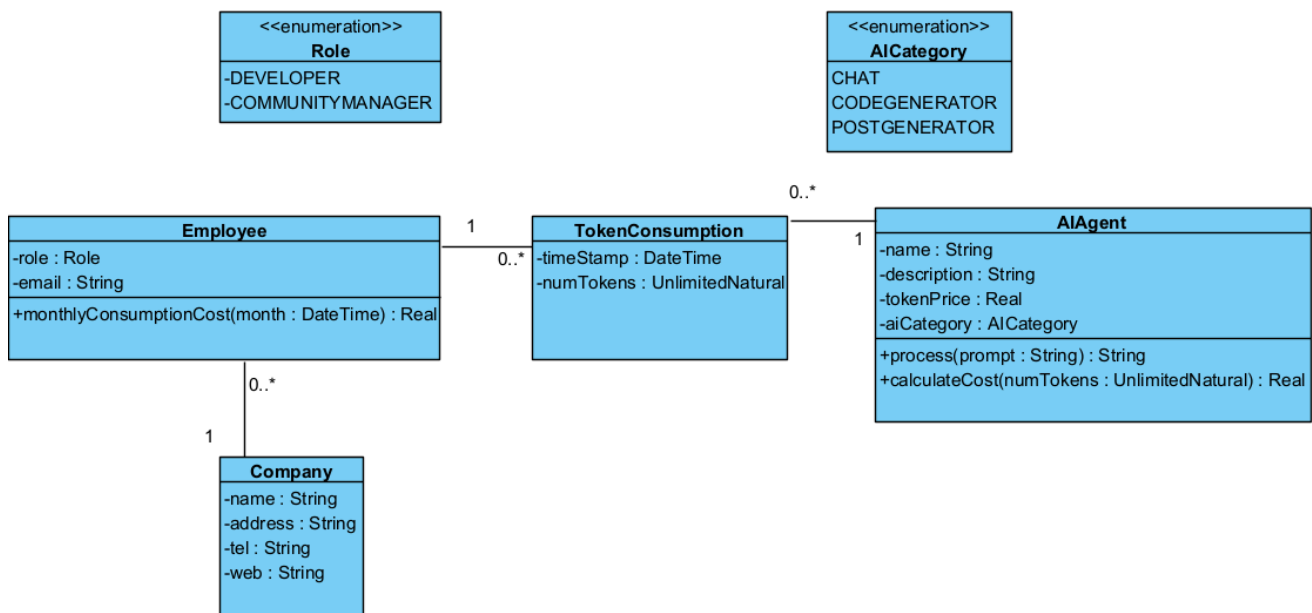 <<enumeration>>
Role
-DEVELOPER
-COMMUNITYMANAGER
<<enumeration>>
AICategory
CHAT
CODEGENERATOR
POSTGENERATOR
Employee
-role : Role
-email : String
+monthlyConsumptionCost(month : DateTime) : Real
1
0..*
TokenConsumption
-timeStamp : DateTime
-numTokens : UnlimitedNatural
0..*
1
AIAgent
-name : String
-description : String
-tokenPrice : Real
-aiCategory : AICategory
+process(prompt : String) : String
+calculateCost(numTokens : UnlimitedNatural) : Real
0..*
1
Company
-name : String
-address : String
-tel : String
-web : String